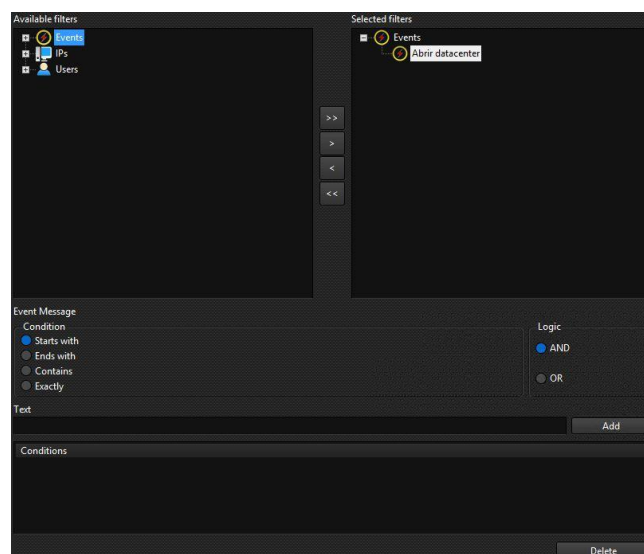 Available filters
Events
IPs
Users
Selected filters
Events
Abrir datacenter
>>
>
<
<<
Event Message
Condition
Starts with
Ends with
Contains
Exactly
Logic
AND
OR
Text
Add
Conditions
Delete